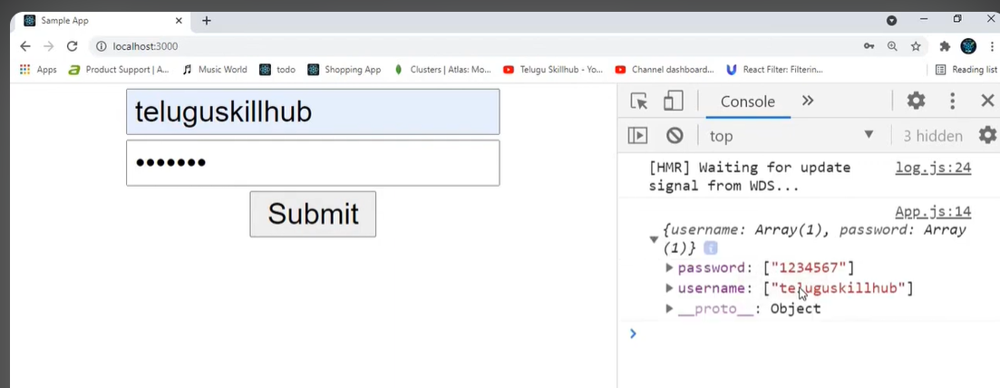 Sample App
localhost:3000
Apps Product Support | A... Music World todo Shopping App Clusters | Atlas: Mo... Telugu Skillhub - Yo... Channel dashboard... React Filter: Filterin... Reading list
teluguskillhub
•••••••
Submit
Console
top 3 hidden
[HMR] Waiting for update log.js:24
signal from WDS...
App.js:14
{username: Array(1), password: Array
(1)} i
password: ["1234567"]
username: ["teluguskillhub"]
__proto__: Object